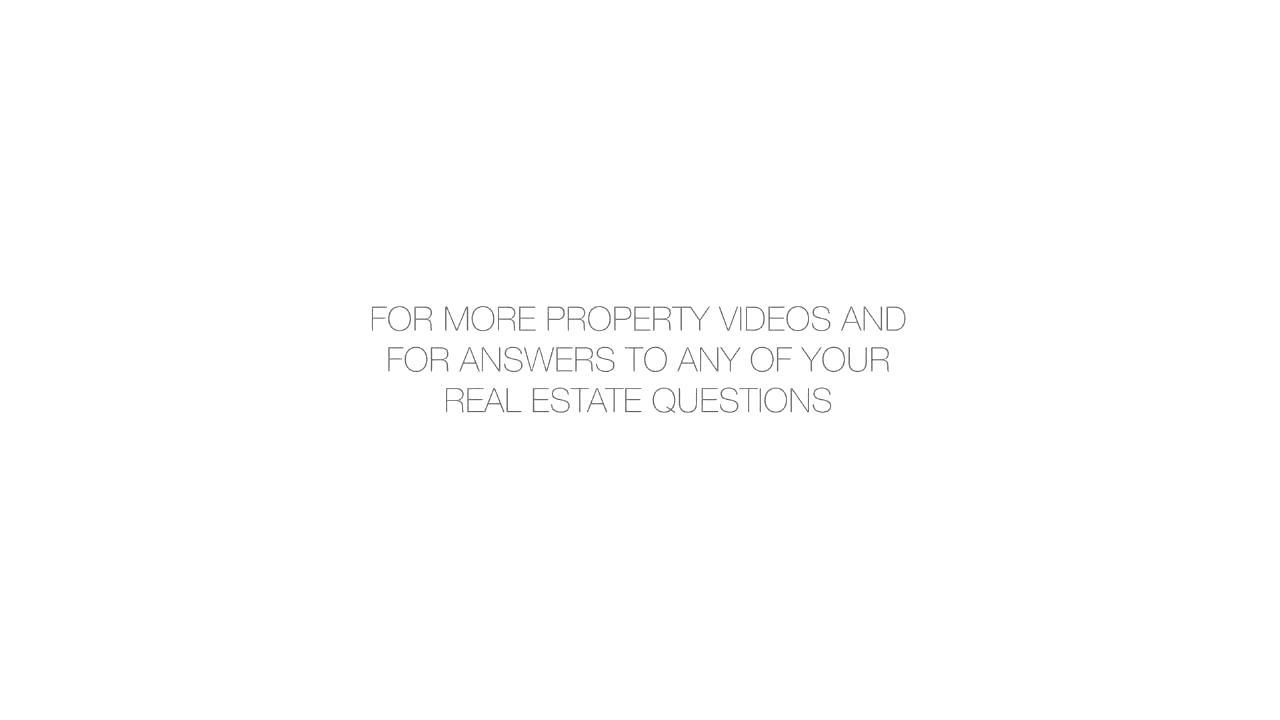 FOR MORE PROPERTY VIDEOS AND
FOR ANSWERS TO ANY OF YOUR
REAL ESTATE QUESTIONS